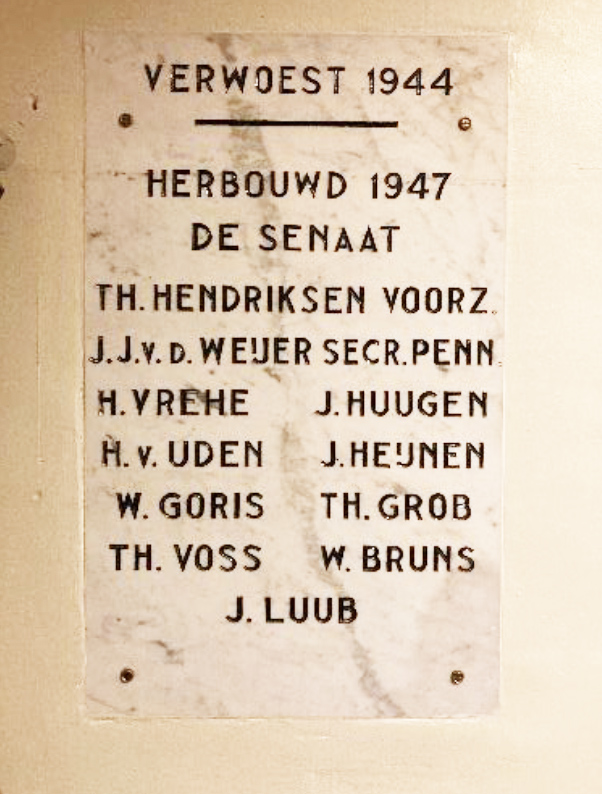 VERWOEST 1944
HERBOUWD 1947
DE SENAAT
TH. HENDRIKSEN VOORZ.
J.J.v.D. WEIJER SECR. PENN.
H. VREHE J. HUUGEN
H. v. UDEN J. HEIJNEN
W. GORIS TH. GROB
TH. VOSS W. BRUNS
J. LUUB